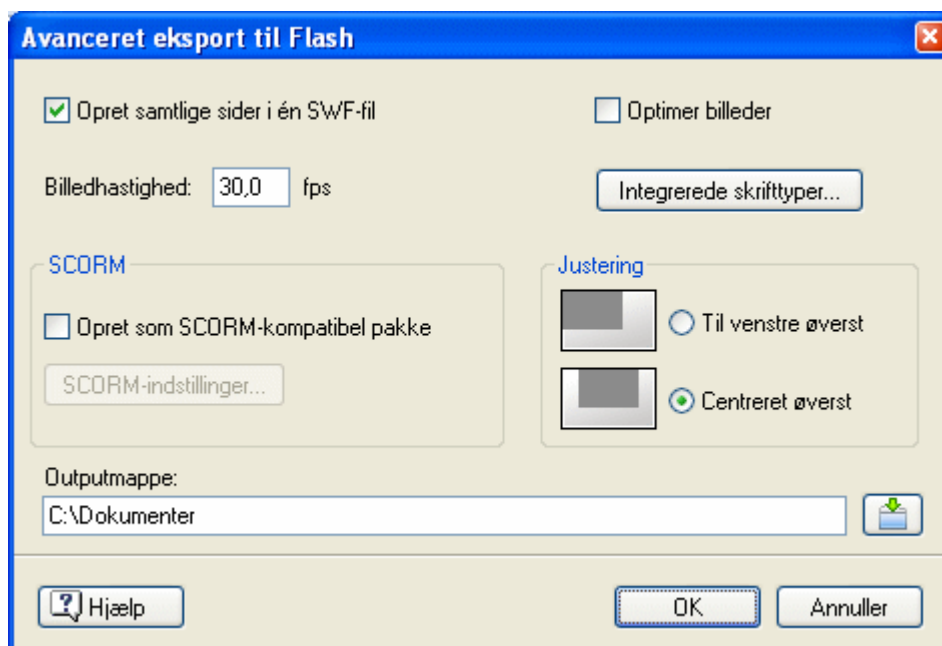 Avanceret eksport til Flash
Opret samtlige sider i én SWF-fil
Optimer billeder
Billedhastighed: 30,0 fps
Integrerede skrifttyper...
SCORM
Justering
Opret som SCORM-kompatibel pakke
Til venstre øverst
SCORM-indstillinger...
Centreret øverst
Outputmappe:
C:\Dokumenter
Hjælp
OK
Annuller